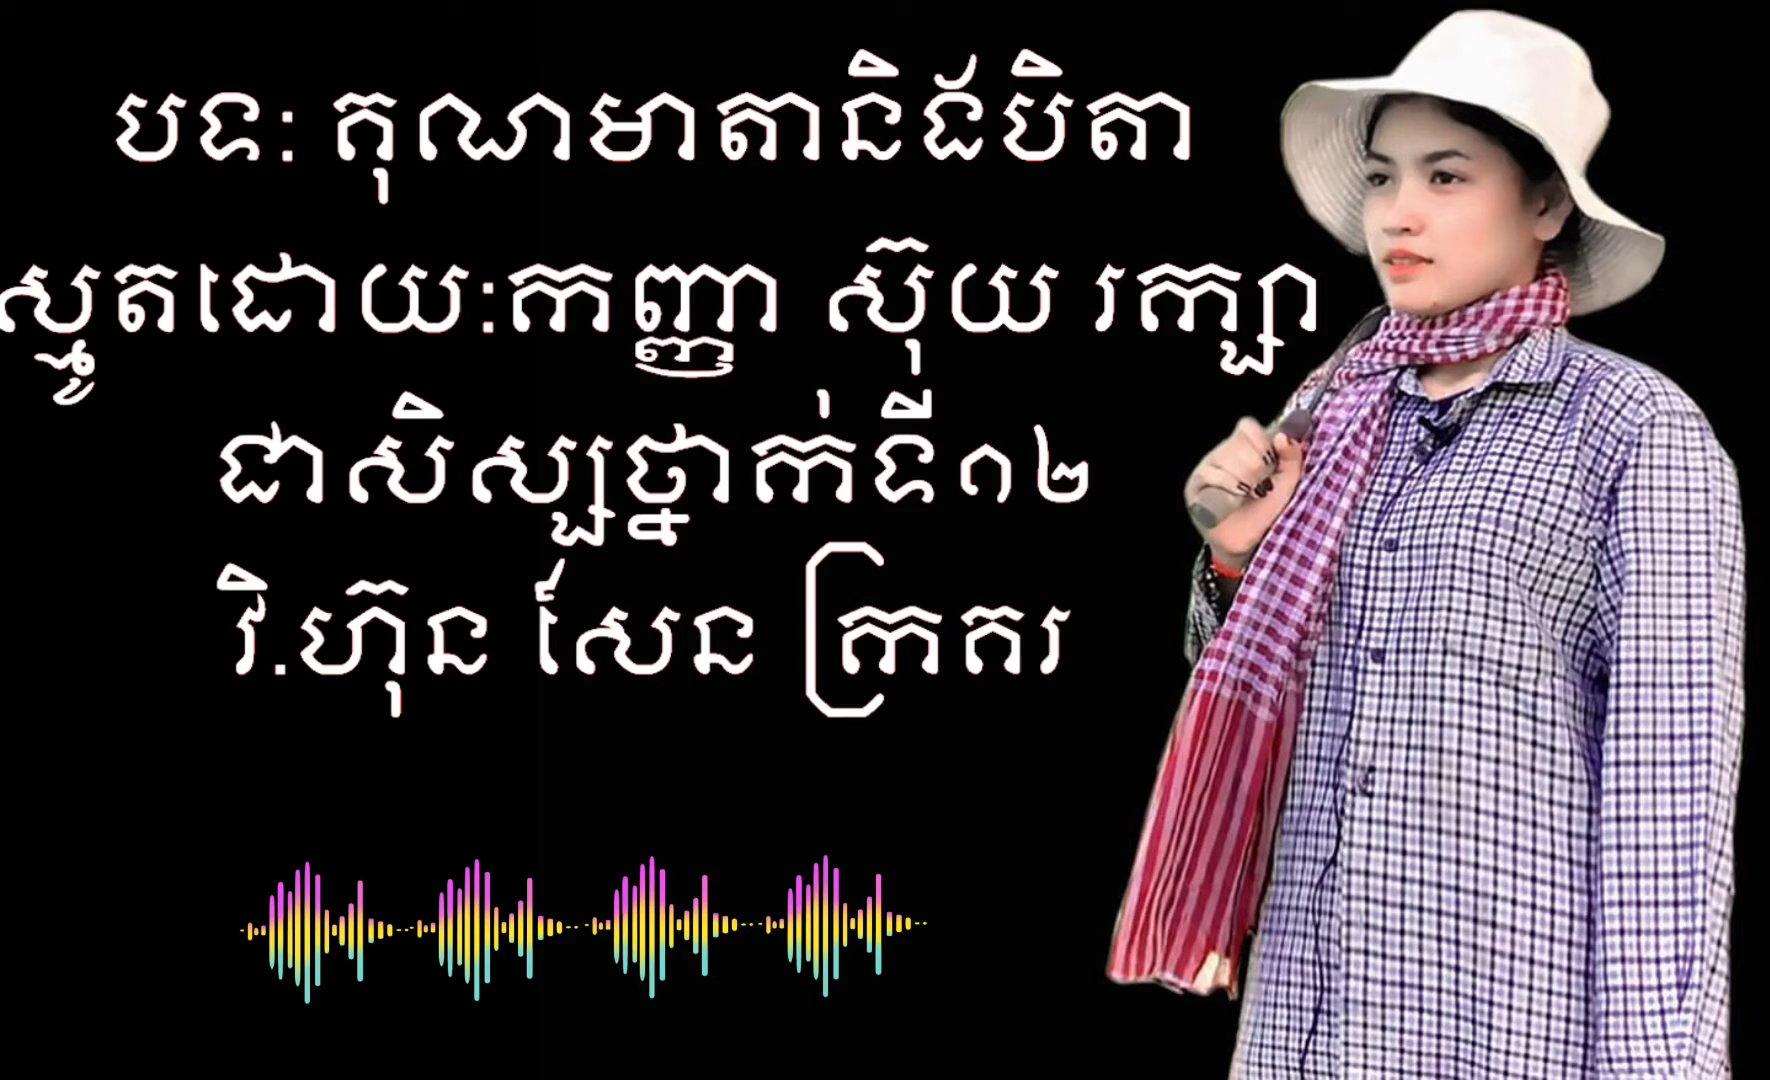 បទ: គុណមាតានិងបិតា
ស្មូតដោយ:កញ្ញា ស៊ុយ រក្សា
ជាសិស្សថ្នាក់ទី១២
វិ.ហ៊ុន សែន ក្រគរ